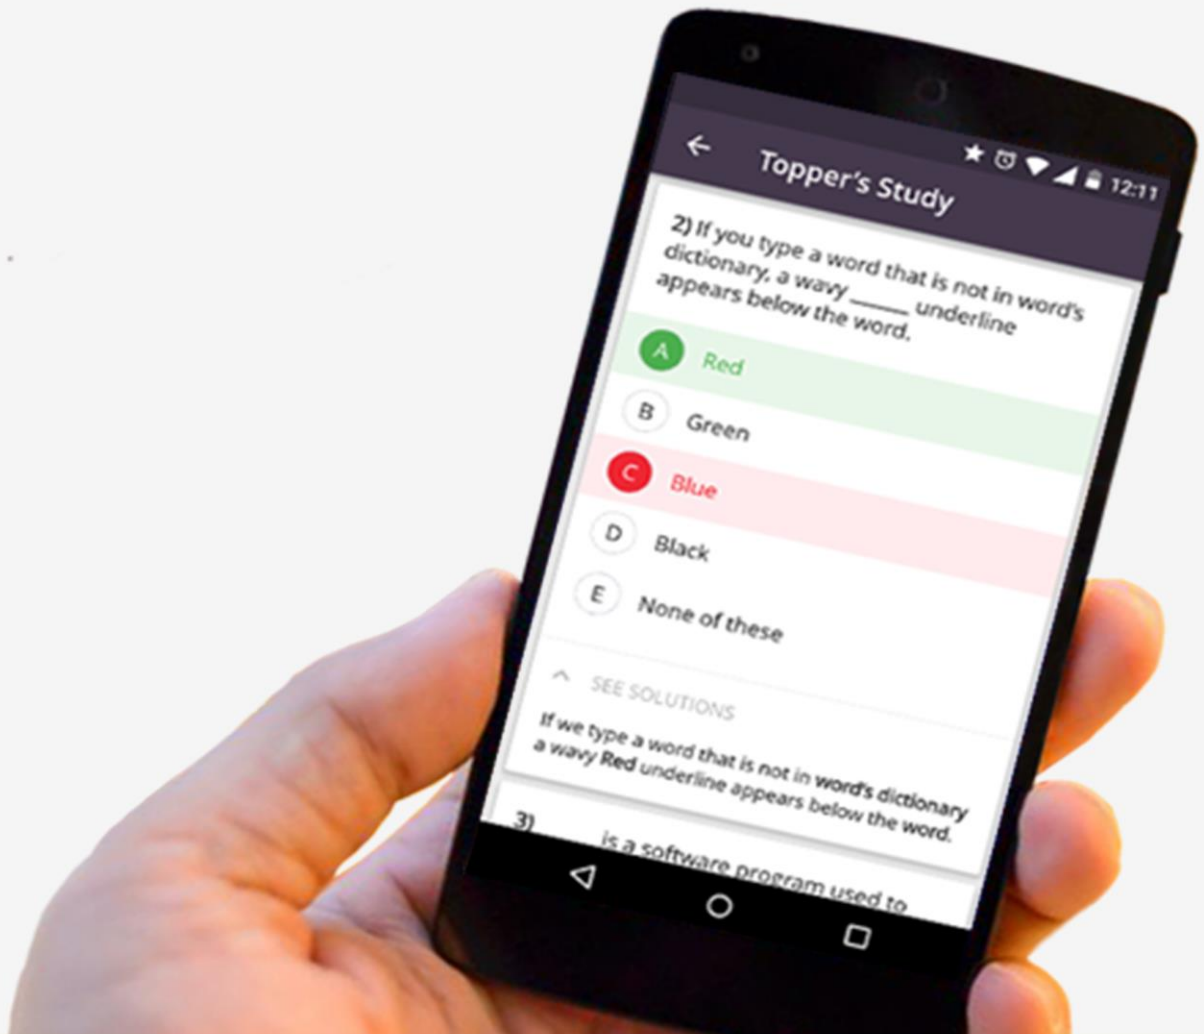 12:11
Topper's Study
2) If you type a word that is not in word's
dictionary, a wavy ______ underline
appears below the word.
A Red
B Green
C Blue
D Black
E None of these
SEE SOLUTIONS
If we type a word that is not in word's dictionary
a wavy Red underline appears below the word.
3) ______ is a software program used to